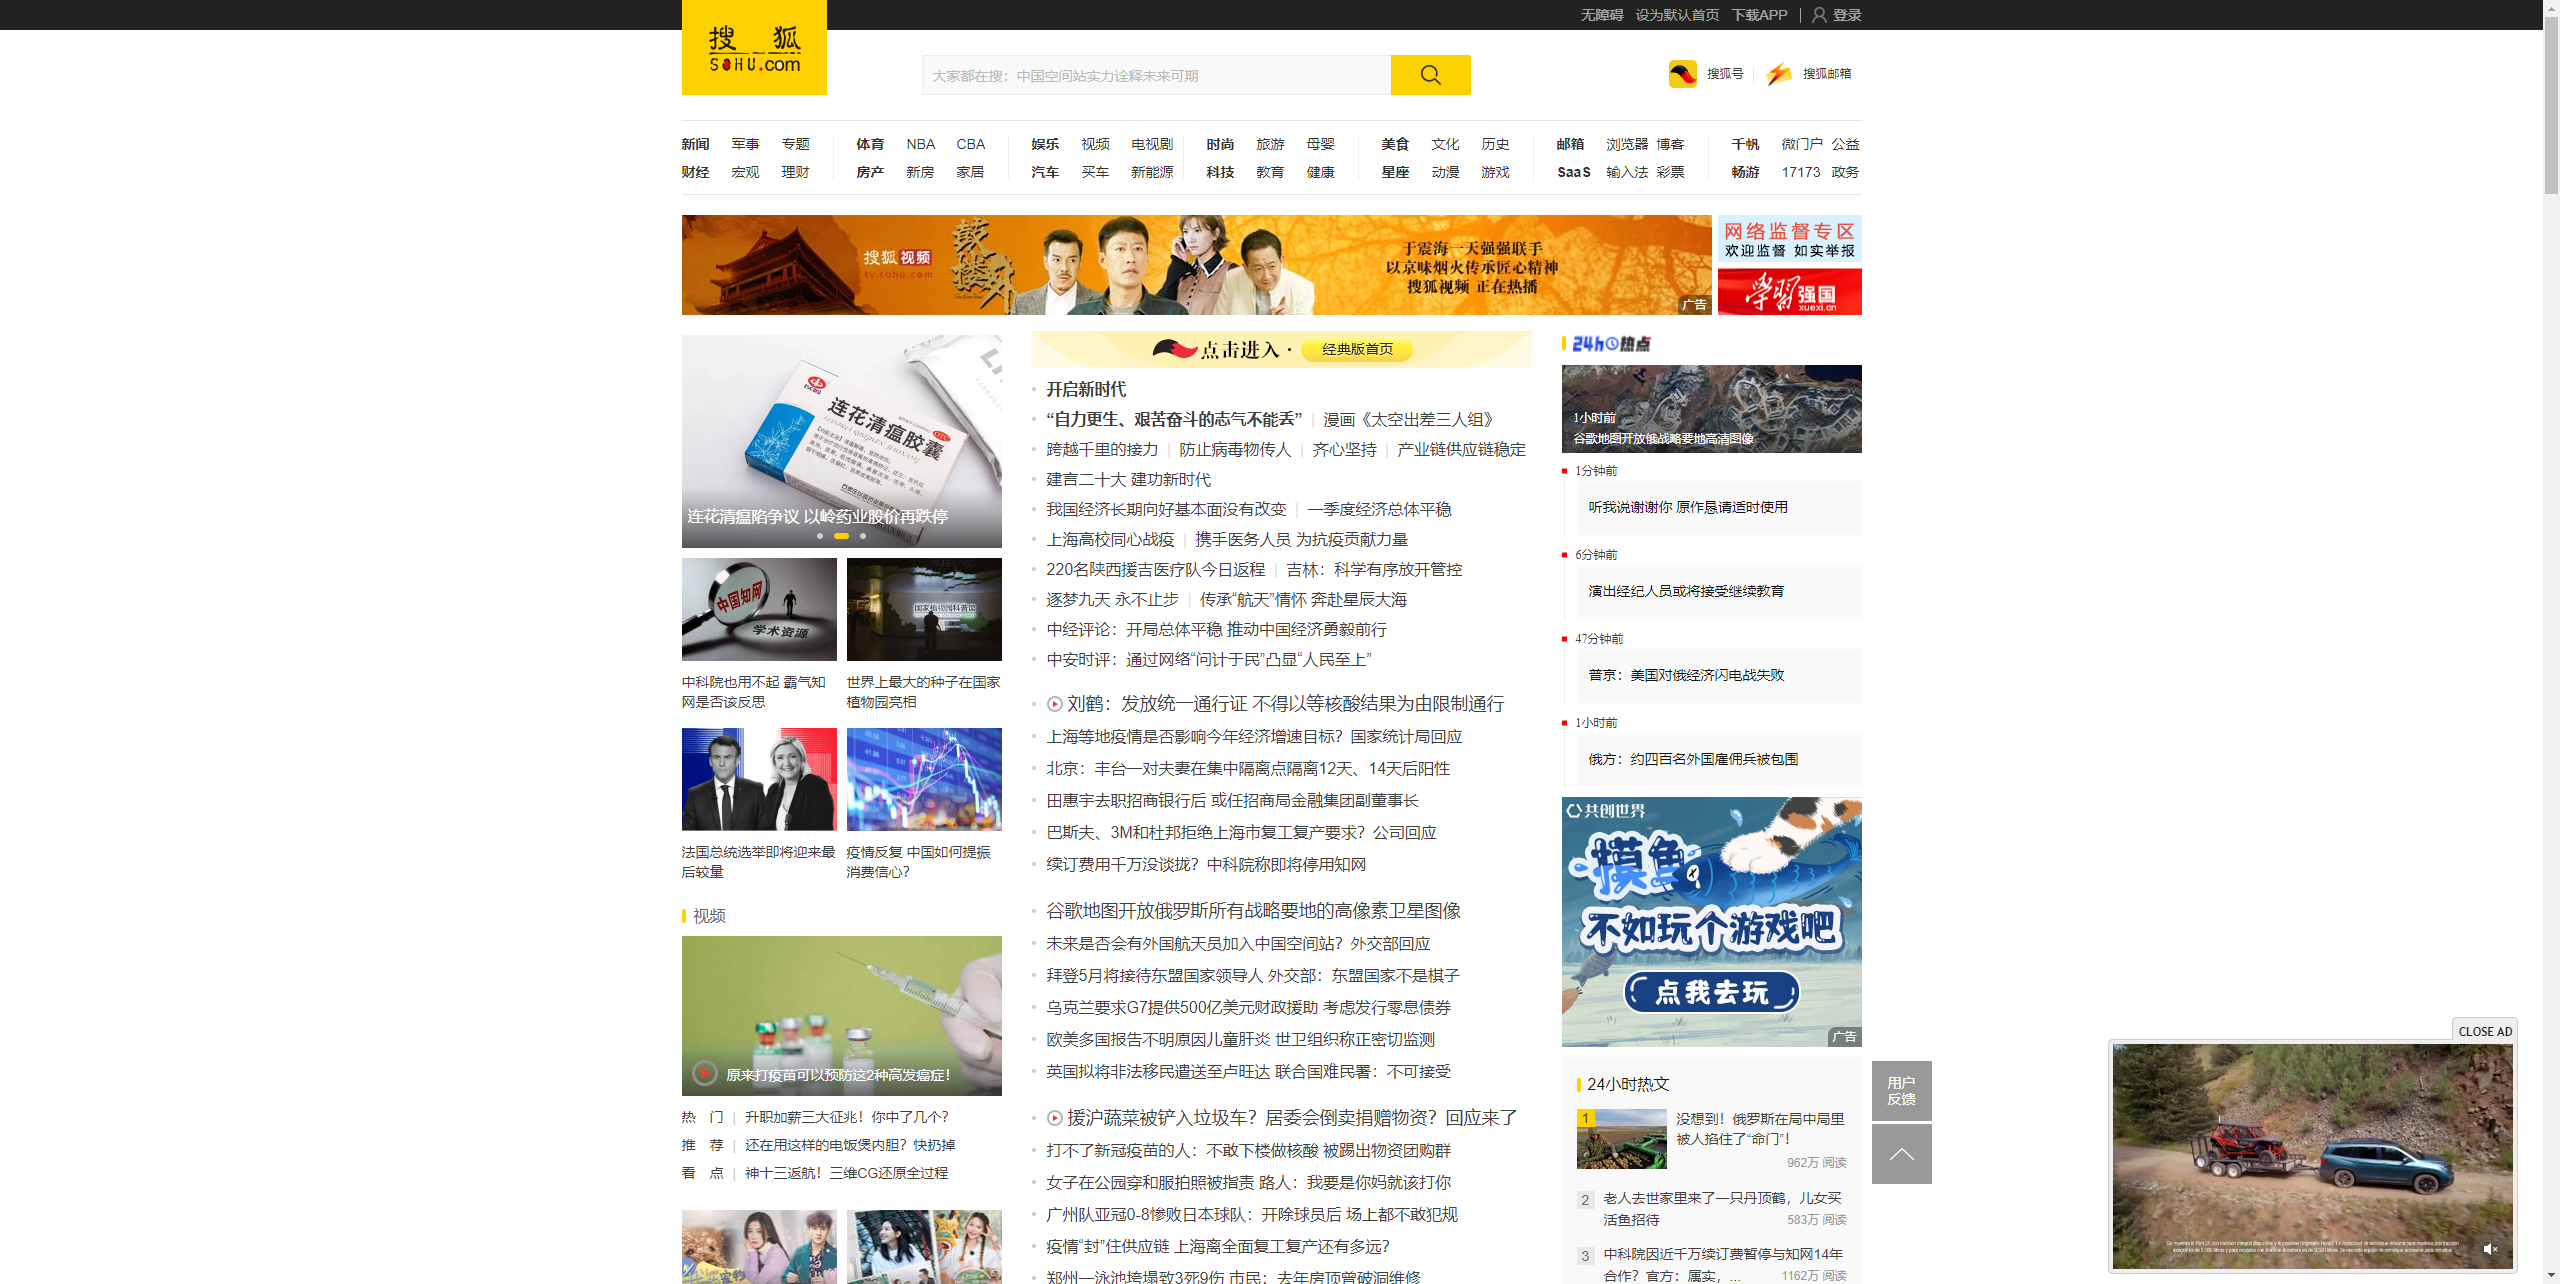 无障碍 设为默认首页 下载APP 登录
搜狐
SOHU.com
大家都在搜：中国空间站实力诠释未来可期
搜狐号 搜狐邮箱
新闻 军事 专题 体育 NBA CBA 娱乐 视频 电视剧 时尚 旅游 母婴 美食 文化 历史 邮箱 浏览器 博客 千帆 微门户 公益
财经 宏观 理财 房产 新房 家居 汽车 买车 新能源 科技 教育 健康 星座 动漫 游戏 SaaS 输入法 彩票 畅游 17173 政务
搜狐视频
tv.sohu.com
鼓楼外
于震海一天强强联手
以京味烟火传承匠心精神
搜狐视频 正在热播
广告
网络监督专区
欢迎监督 如实举报
学习强国
xuexi.cn
连花清瘟胶囊
连花清瘟陷争议 以岭药业股价再跌停
中国知网
学术资源
国家植物园科普馆
中科院也用不起 霸气知
网是否该反思
世界上最大的种子在国家
植物园亮相
法国总统选举即将迎来最
后较量
疫情反复 中国如何提振
消费信心？
视频
原来打疫苗可以预防这2种高发癌症！
热 门 | 升职加薪三大征兆！你中了几个？
推 荐 | 还在用这样的电饭煲内胆？快扔掉
看 点 | 神十三返航！三维CG还原全过程
点击进入 · 经典版首页
开启新时代
“自力更生、艰苦奋斗的志气不能丢” | 漫画《太空出差三人组》
跨越千里的接力 | 防止病毒物传人 | 齐心坚持 | 产业链供应链稳定
建言二十大 建功新时代
我国经济长期向好基本面没有改变 | 一季度经济总体平稳
上海高校同心战疫 | 携手医务人员 为抗疫贡献力量
220名陕西援吉医疗队今日返程 | 吉林：科学有序放开管控
逐梦九天 永不止步 | 传承“航天”情怀 奔赴星辰大海
中经评论：开局总体平稳 推动中国经济勇毅前行
中安时评：通过网络“问计于民”凸显“人民至上”
刘鹤：发放统一通行证 不得以等核酸结果为由限制通行
上海等地疫情是否影响今年经济增速目标？国家统计局回应
北京：丰台一对夫妻在集中隔离点隔离12天、14天后阳性
田惠宇去职招商银行后 或任招商局金融集团副董事长
巴斯夫、3M和杜邦拒绝上海市复工复产要求？公司回应
续订费用千万没谈拢？中科院称即将停用知网
谷歌地图开放俄罗斯所有战略要地的高像素卫星图像
未来是否会有外国航天员加入中国空间站？外交部回应
拜登5月将接待东盟国家领导人 外交部：东盟国家不是棋子
乌克兰要求G7提供500亿美元财政援助 考虑发行零息债券
欧美多国报告不明原因儿童肝炎 世卫组织称正密切监测
英国拟将非法移民遣送至卢旺达 联合国难民署：不可接受
援沪蔬菜被铲入垃圾车？居委会倒卖捐赠物资？回应来了
打不了新冠疫苗的人：不敢下楼做核酸 被踢出物资团购群
女子在公园穿和服拍照被指责 路人：我要是你妈就该打你
广州队亚冠0-8惨败日本球队：开除球员后 场上都不敢犯规
疫情“封”住供应链 上海离全面复工复产还有多远？
郑州一泳池垮塌致3死9伤 市民：去年房顶曾破洞维修
24h热点
1小时前
谷歌地图开放俄战略要地高清图像
1分钟前
听我说谢谢你 原作恳请适时使用
6分钟前
演出经纪人员或将接受继续教育
47分钟前
普京：美国对俄经济闪电战失败
1小时前
俄方：约四百名外国雇佣兵被包围
共创世界
摸鱼
不如玩个游戏吧
点我去玩
广告
24小时热文
1 没想到！俄罗斯在局中局里
被人掐住了“命门”！
962万 阅读
2 老人去世家里来了一只丹顶鹤，儿女买
活鱼招待 583万 阅读
3 中科院因近千万续订费暂停与知网14年
合作？官方：属实，... 1162万 阅读
用户
反馈
CLOSE AD